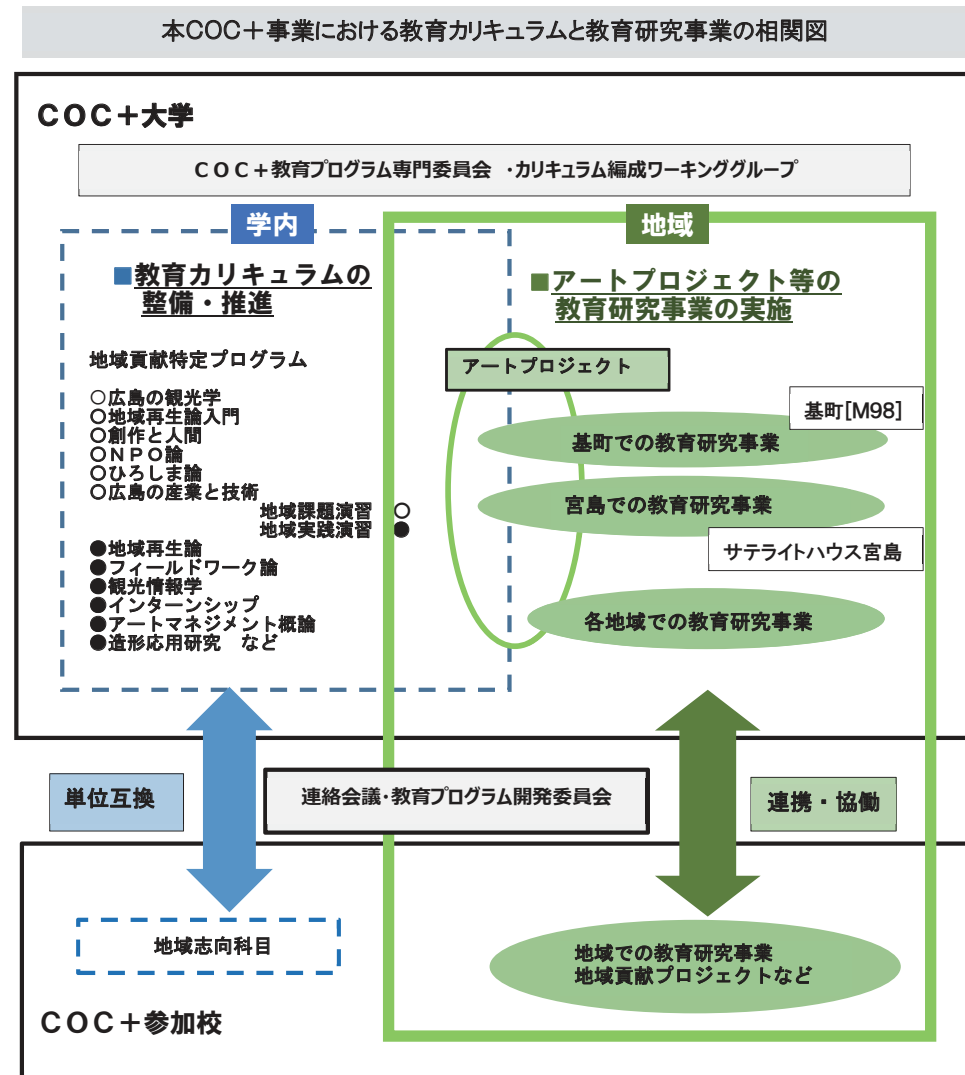 本COC＋事業における教育カリキュラムと教育研究事業の相関図
ＣＯＣ＋大学
ＣＯＣ＋教育プログラム専門委員会 ・カリキュラム編成ワーキンググループ
学内
■教育カリキュラムの
整備・推進
地域貢献特定プログラム
○広島の観光学
○地域再生論入門
○創作と人間
○ＮＰＯ論
○ひろしま論
○広島の産業と技術
地域課題演習 ○
地域実践演習 ●
●地域再生論
●フィールドワーク論
●観光情報学
●インターンシップ
●アートマネジメント概論
●造形応用研究　など
地域
■アートプロジェクト等の
教育研究事業の実施
アートプロジェクト
基町[M98]
基町での教育研究事業
宮島での教育研究事業
サテライトハウス宮島
各地域での教育研究事業
単位互換
連絡会議・教育プログラム開発委員会
連携・協働
地域志向科目
地域での教育研究事業
地域貢献プロジェクトなど
ＣＯＣ＋参加校